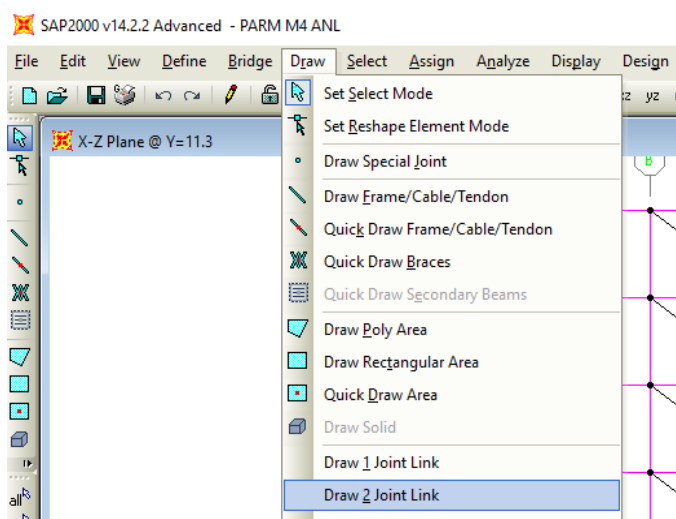 SAP2000 v14.2.2 Advanced - PARM M4 ANL
File Edit View Define Bridge Draw Select Assign Analyze Display Design
Set Select Mode
xz yz
Set Reshape Element Mode
X-Z Plane @ Y=11.3
Draw Special Joint
B
Draw Frame/Cable/Tendon
Quick Draw Frame/Cable/Tendon
Quick Draw Braces
Quick Draw Secondary Beams
Draw Poly Area
Draw Rectangular Area
Quick Draw Area
Draw Solid
Draw 1 Joint Link
all
Draw 2 Joint Link